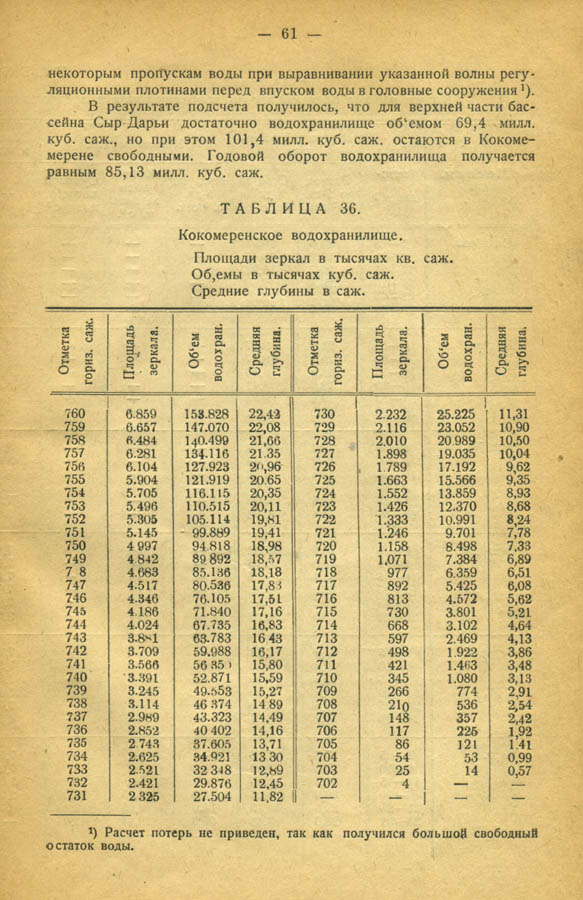 — 61 —
некоторым пропускам воды при выравнивании указанной волны регу-
ляционными плотинами перед впуском воды в головные сооружения ¹).
В результате подсчета получилось, что для верхней части бас-
сейна Сыр-Дарьи достаточно водохранилище об‘емом 69,4 милл.
куб. саж., но при этом 101,4 милл. куб. саж. остаются в Кокоме-
мерене свободными. Годовой оборот водохранилища получается
равным 85,13 милл. куб. саж.
ТАБЛИЦА 36.
Кокомеренское водохранилище.
Площади зеркал в тысячах кв. саж.
Об,емы в тысячах куб. саж.
Средние глубины в саж.
Отметка гориз. саж. Площадь зеркала. Об‘ем водохран. Средняя глубина. Отметка гориз. саж. Площадь зеркала. Об‘ем водохран. Средняя глубина.
760 6.859 153.828 22,42 730 2.232 25.225 11,31
759 6.657 147.070 22,08 729 2.116 23.052 10,90
758 6.484 140.499 21,66 728 2.010 20 989 10,50
757 6.281 134.116 21.35 727 1.898 19.035 10,04
756 6.104 127.923 20,96 726 1.789 17.192 9,62
755 5.904 121.919 20.65 725 1.663 15.566 9,35
754 5.705 116.115 20,35 724 1.552 13.859 8,93
753 5.496 110.515 20,11 723 1.426 12.370 8,68
752 5.305 105.114 19,81 722 1.333 10.991 8,24
751 5.145 99.889 19,41 721 1.246 9.701 7,78
750 4 997 94.818 18,98 720 1.158 8.498 7,33
749 4.842 89 892 18,57 719 1,071 7.384 6,89
7 8 4.683 85.136 18,18 718 977 6.359 6,51
747 4.517 80.536 17,83 717 892 5.425 6,08
746 4.346 76.105 17,51 716 813 4.572 5,62
745 4.186 71.840 17,16 715 730 3.801 5,21
744 4.024 67.735 16,83 714 668 3.102 4,64
743 3.881 63.783 16 43 713 597 2.469 4,13
742 3.709 59.988 16,17 712 498 1.922 3,86
741 3.566 56 35 15,80 711 421 1.463 3,48
740 3.391 52.871 15,59 710 345 1.080 3,13
739 3.245 49.553 15,27 709 266 774 2,91
738 3.114 46 374 14 89 708 210 536 2,54
737 2.989 43.323 14,49 707 148 357 2,42
736 2.852 40 402 14,16 706 117 225 1,92
735 2 743 37.605 13,71 705 86 121 1.41
734 2.625 34.921 13 30 704 54 53 0,99
733 2.521 32 348 12,89 703 25 14 0,57
732 2.421 29.876 12,45 702 4 — —
731 2 325 27.504 11,82 — — — —
¹) Расчет потерь не приведен, так как получился большой свободный
остаток воды.